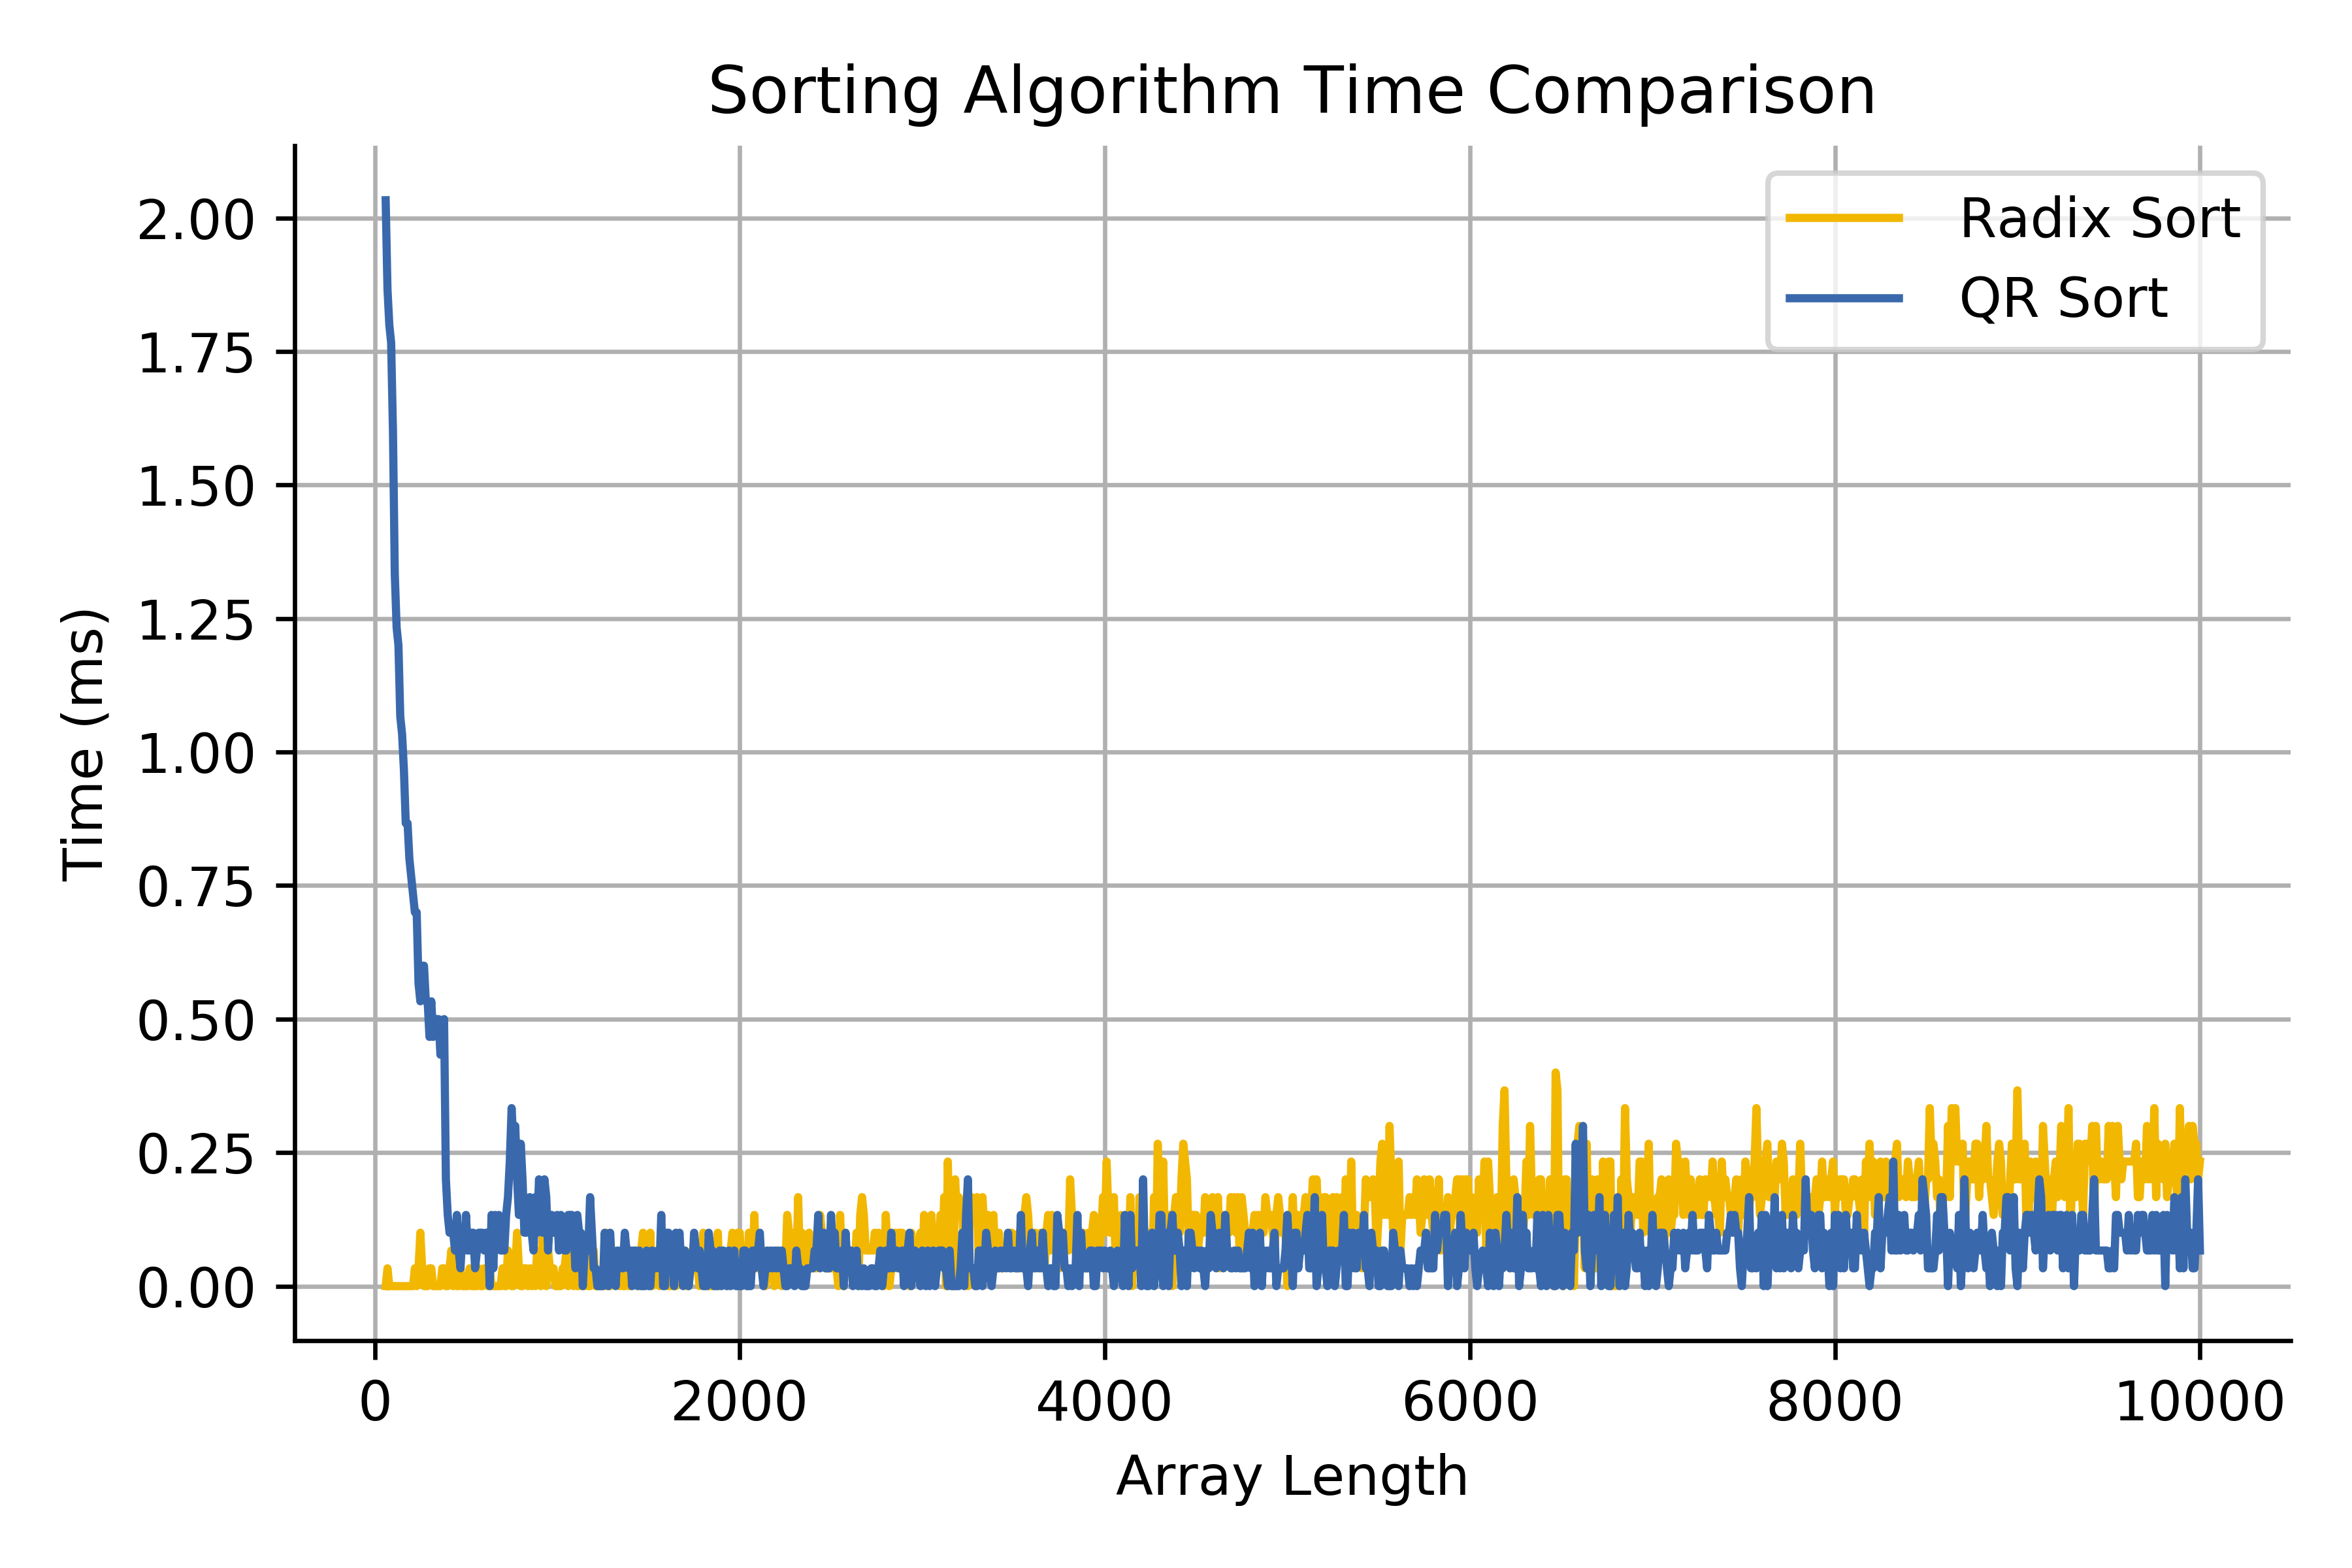 Sorting Algorithm Time Comparison
Radix Sort
QR Sort
Time (ms)
2.00
1.75
1.50
1.25
1.00
0.75
0.50
0.25
0.00
0 2000 4000 6000 8000 10000
Array Length